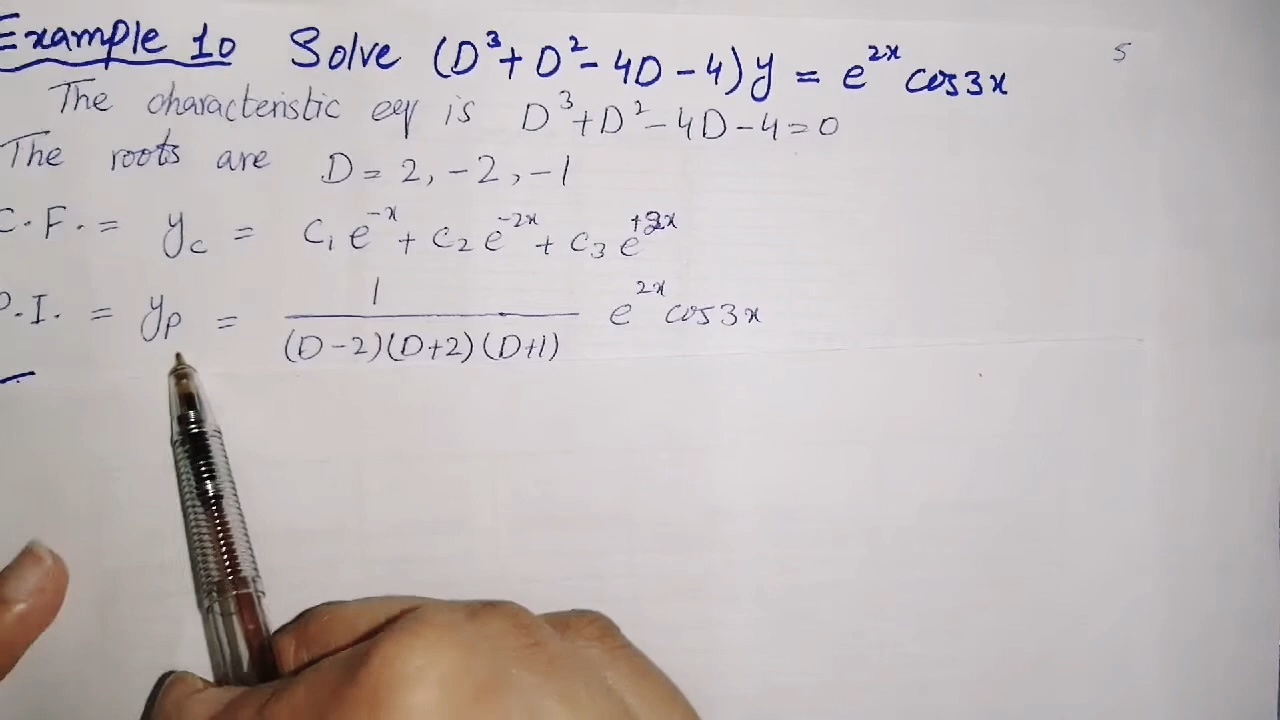 Example 10 Solve (D³+D²-4D-4)y = e^{2x} cos3x
5
The characteristic eq is D³+D²-4D-4=0
The roots are D = 2, -2, -1
C.F. = y_c = c₁e^{-x} + c₂e^{-2x} + c₃e^{+2x}
P.I. = y_p = 1/((D-2)(D+2)(D+1)) e^{2x} cos3x